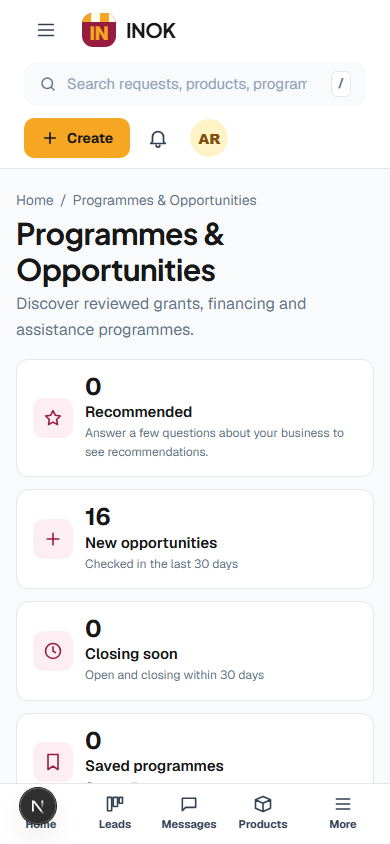 IN INOK
Search requests, products, program
/
+ Create
AR
Home / Programmes & Opportunities
Programmes &
Opportunities
Discover reviewed grants, financing and
assistance programmes.
0
Recommended
Answer a few questions about your business to
see recommendations.
16
New opportunities
Checked in the last 30 days
0
Closing soon
Open and closing within 30 days
0
Saved programmes
N
Home Leads Messages Products More